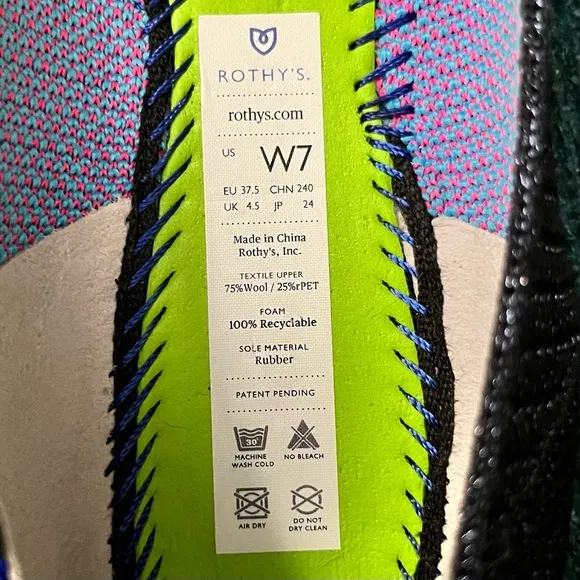 ROTHY'S.
rothys.com
US W7
EU 37.5 CHN 240
UK 4.5 JP 24
Made in China
Rothy's, Inc.
TEXTILE UPPER
75%Wool / 25%rPET
FOAM
100% Recyclable
SOLE MATERIAL
Rubber
PATENT PENDING
30°
MACHINE WASH COLD
NO BLEACH
AIR DRY
DO NOT DRY CLEAN